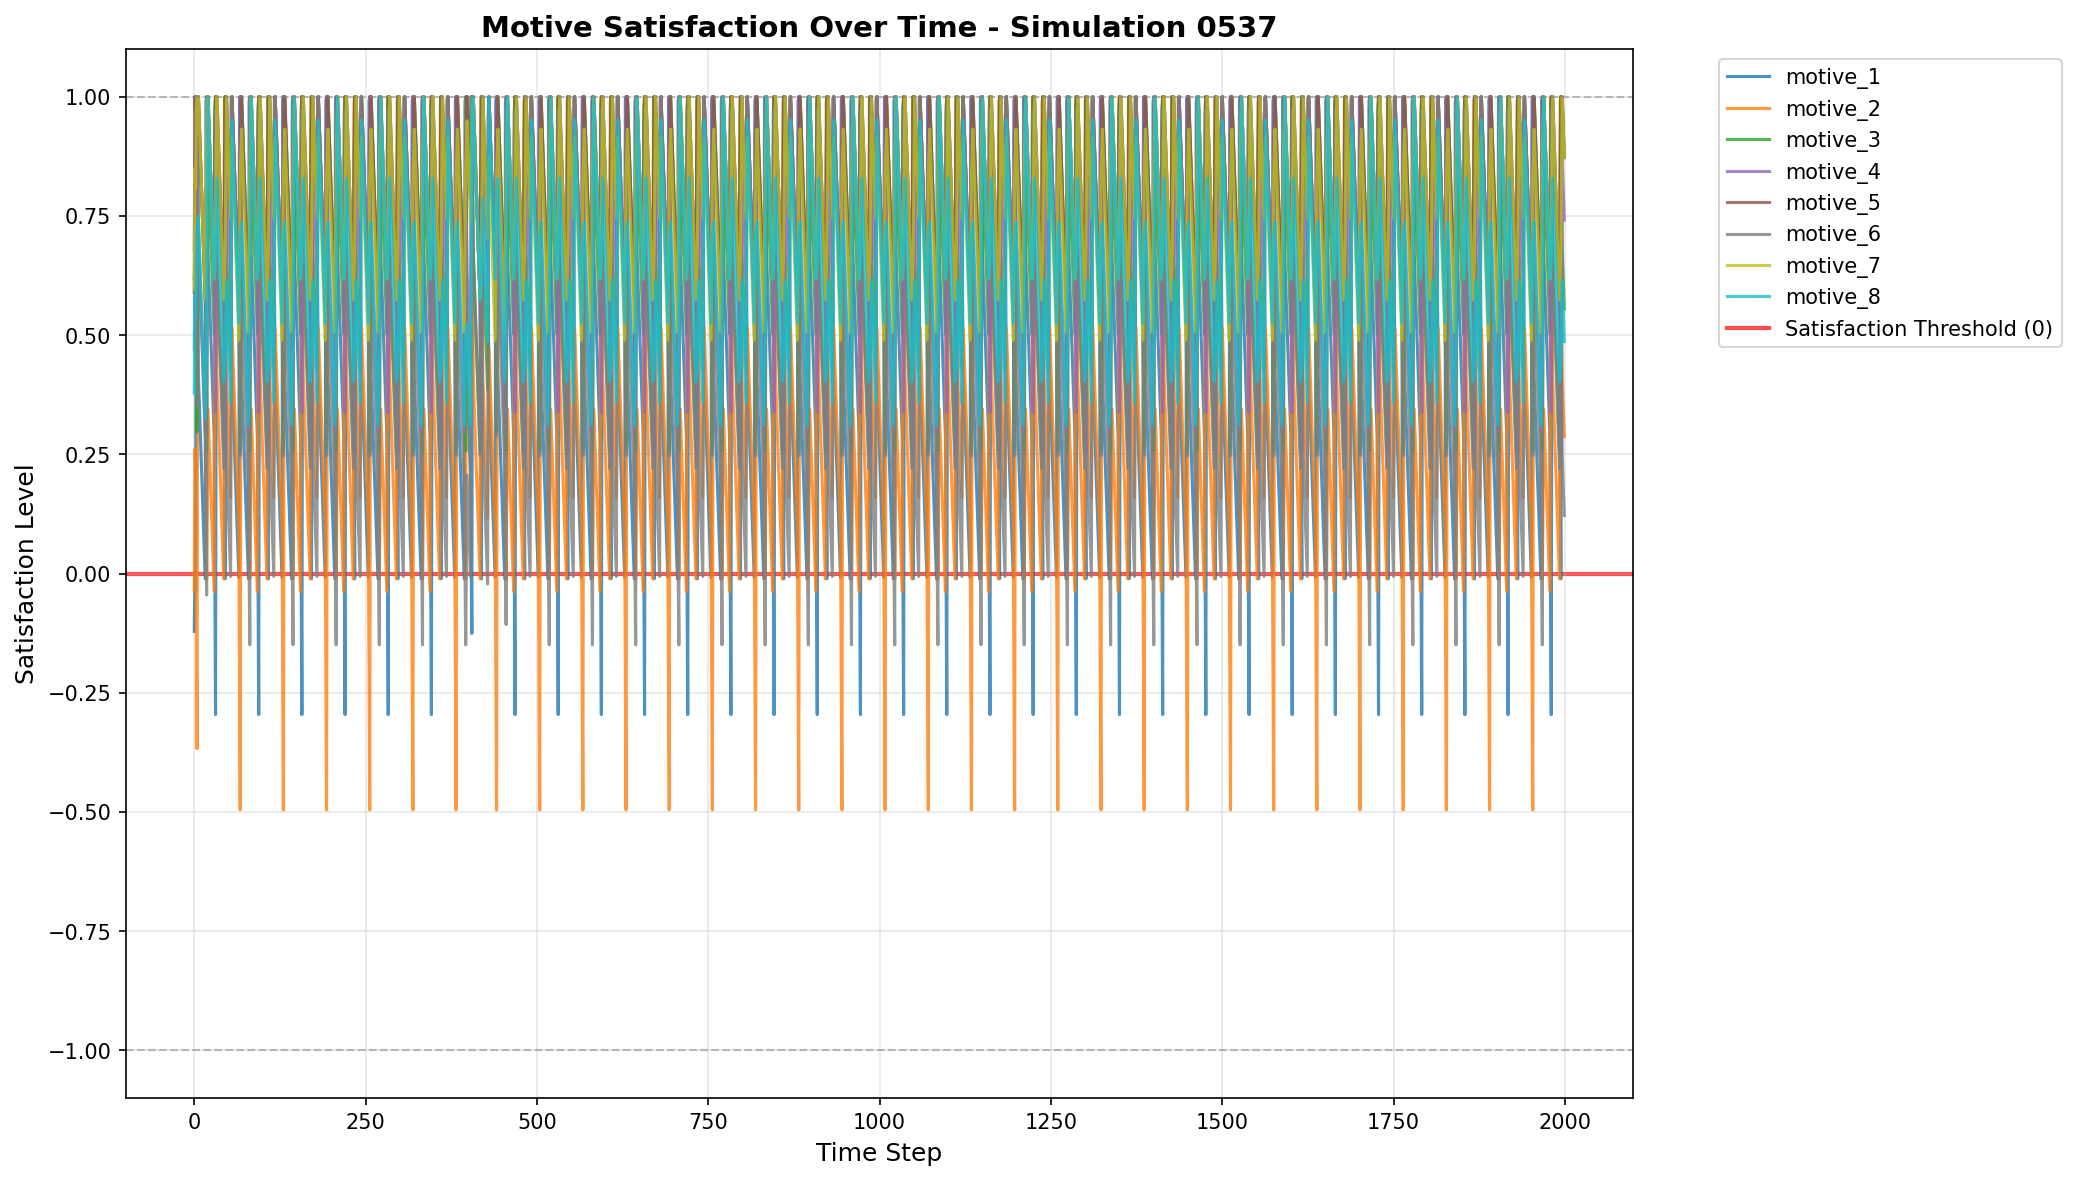 Motive Satisfaction Over Time - Simulation 0537
1.00
0.75
0.50
0.25
0.00
−0.25
−0.50
−0.75
−1.00
Satisfaction Level
0 250 500 750 1000 1250 1500 1750 2000
Time Step
motive_1
motive_2
motive_3
motive_4
motive_5
motive_6
motive_7
motive_8
Satisfaction Threshold (0)